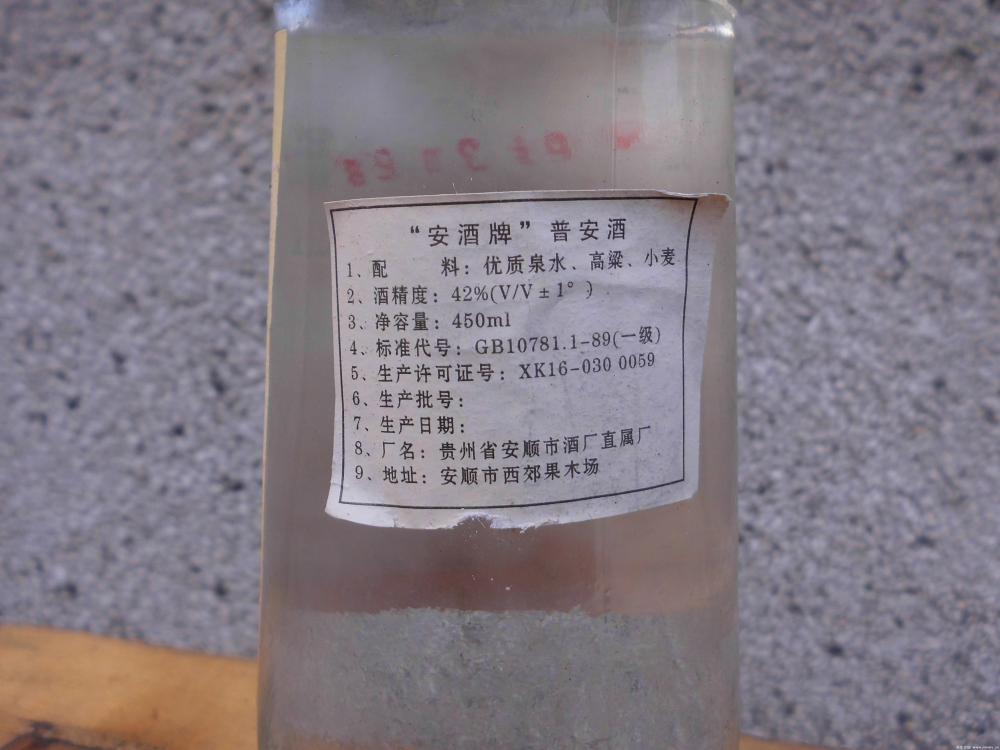 “安酒牌” 普安酒
1、配　　料：优质泉水、高粱、小麦
2、酒精度：42%(V/V±1°)
3、净容量：450ml
4、标准代号：GB10781.1-89(一级)
5、生产许可证号：XK16-030 0059
6、生产批号：
7、生产日期：
8、厂名：贵州省安顺市酒厂直属厂
9、地址：安顺市西郊果木场